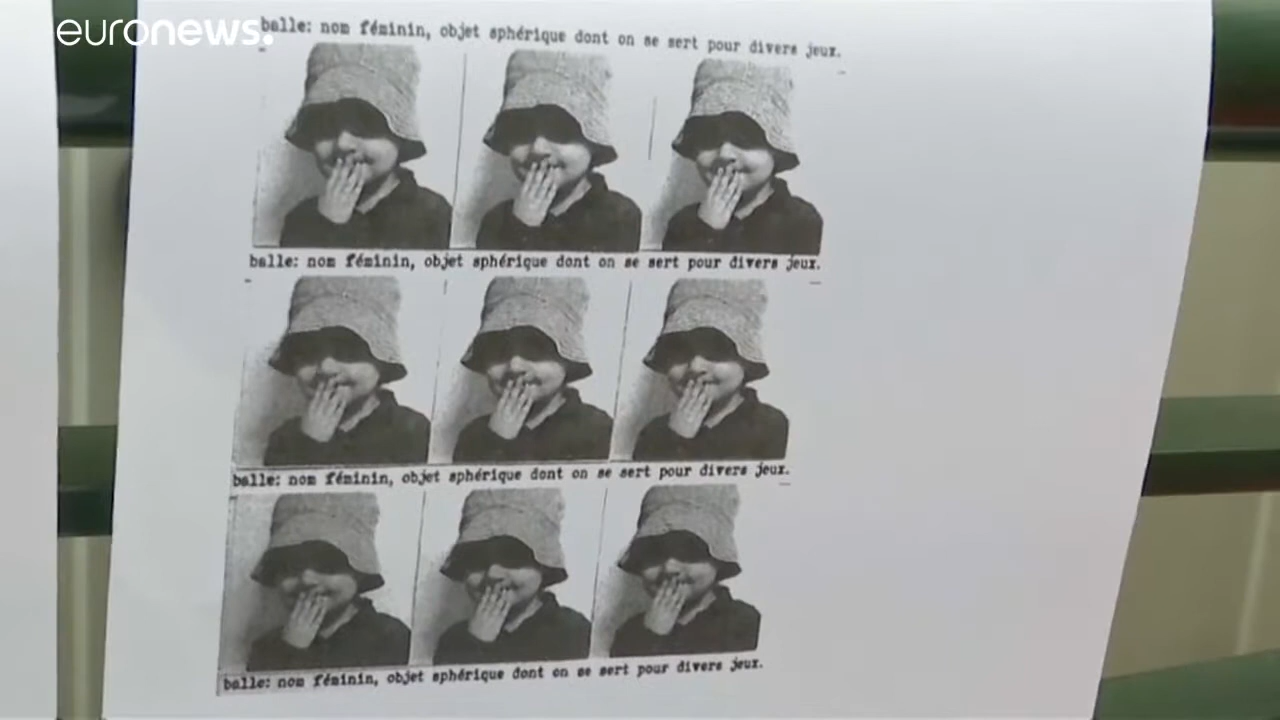 euronews.
balle: nom féminin, objet sphérique dont on se sert pour divers jeux.
balle: nom féminin, objet sphérique dont on se sert pour divers jeux.
balle: nom féminin, objet sphérique dont on se sert pour divers jeux.
balle: nom féminin, objet sphérique dont on se sert pour divers jeux.